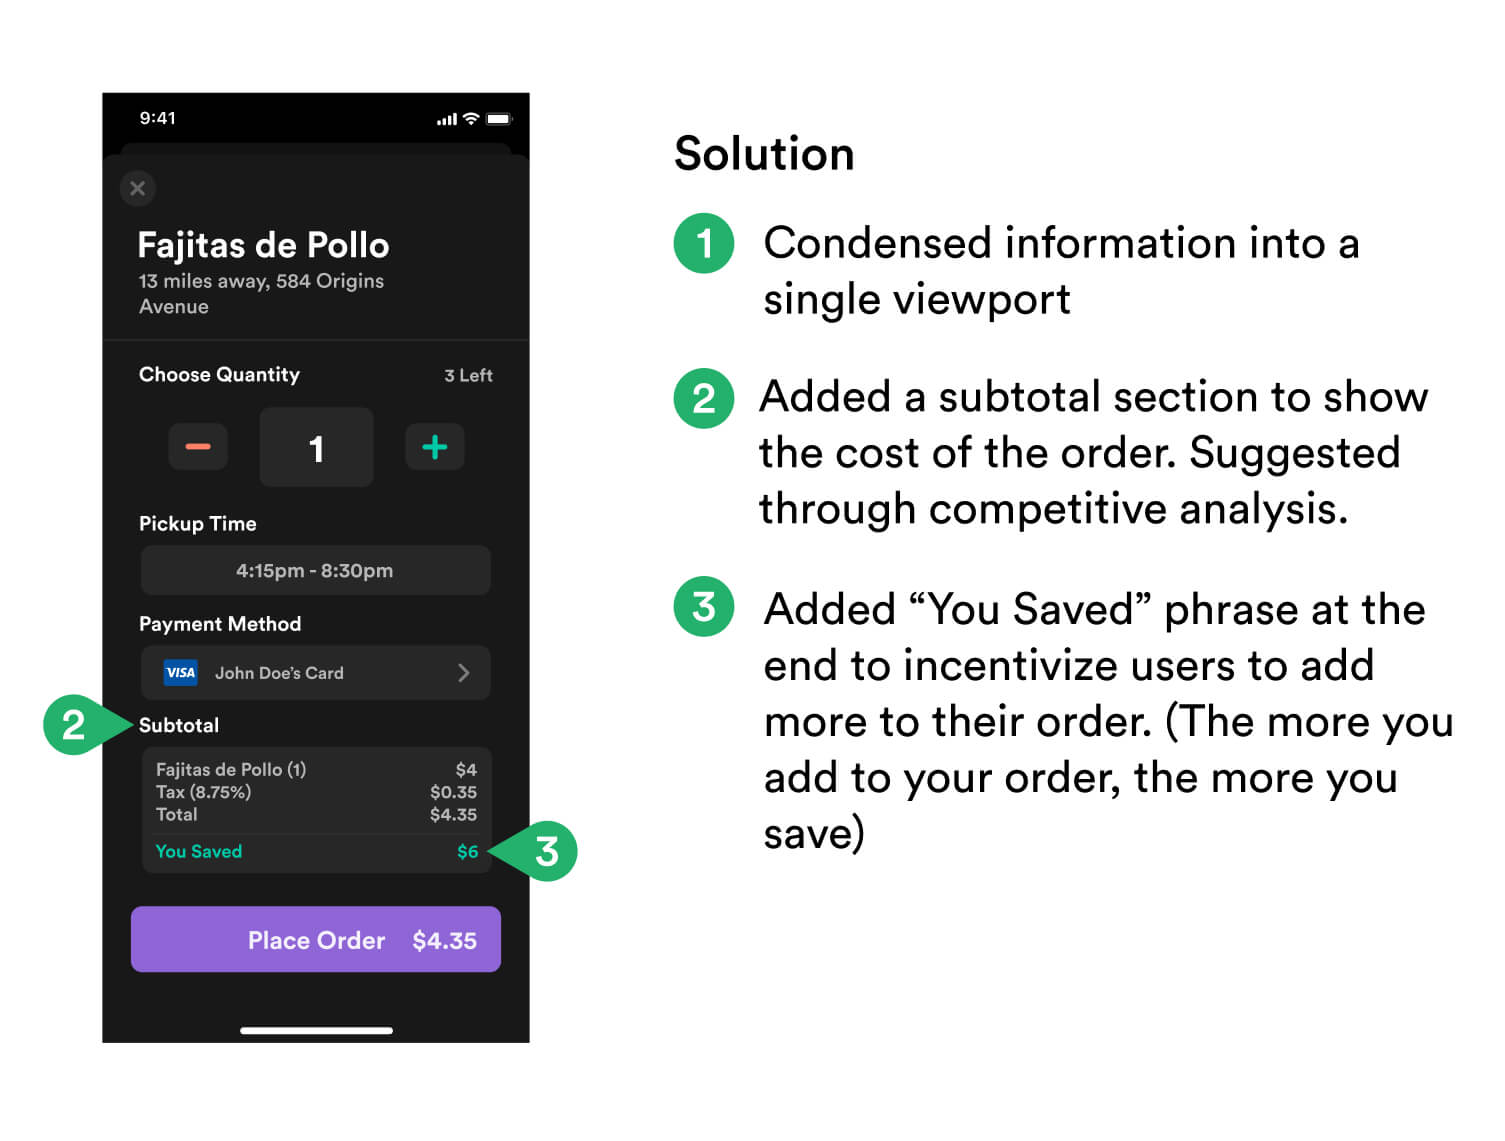 9:41
Fajitas de Pollo
13 miles away, 584 Origins
Avenue
Choose Quantity 3 Left
1
Pickup Time
4:15pm - 8:30pm
Payment Method
VISA John Doe's Card
2
Subtotal
Fajitas de Pollo (1) $4
Tax (8.75%) $0.35
Total $4.35
You Saved $6
3
Place Order $4.35
Solution
1 Condensed information into a
single viewport
2 Added a subtotal section to show
the cost of the order. Suggested
through competitive analysis.
3 Added “You Saved” phrase at the
end to incentivize users to add
more to their order. (The more you
add to your order, the more you
save)